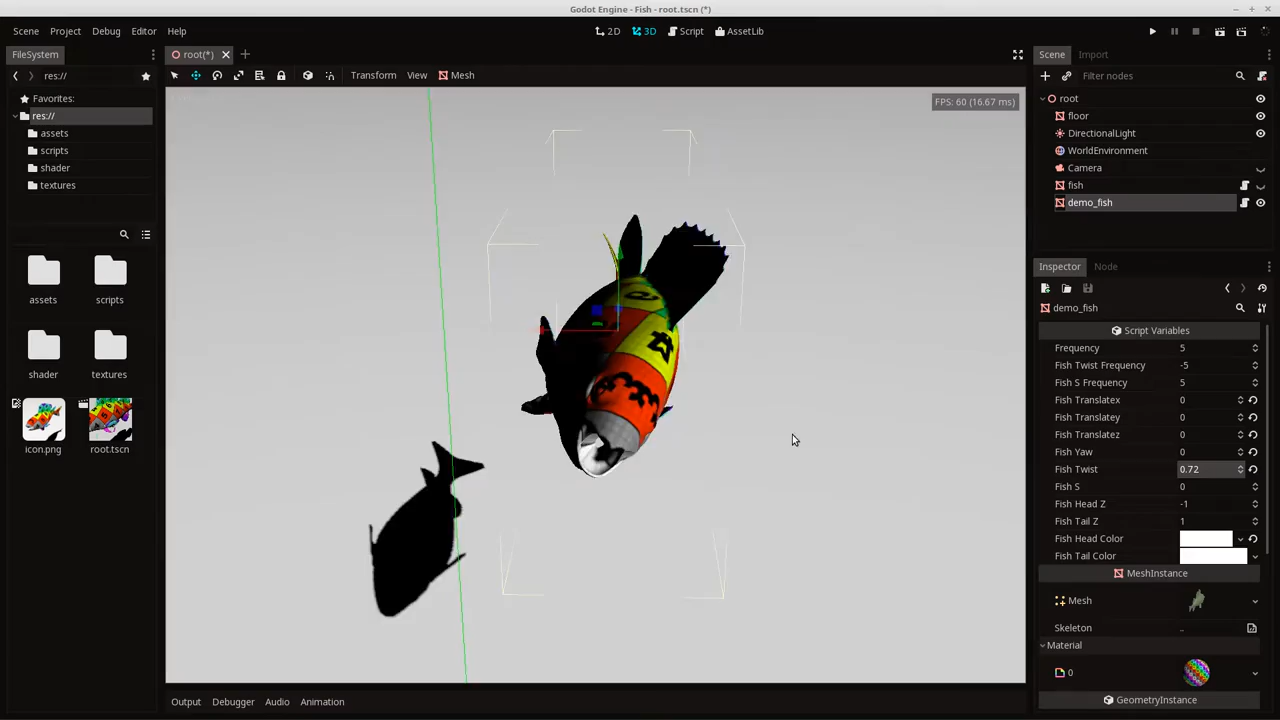 Godot Engine - Fish - root.tscn (*)
Scene Project Debug Editor Help
2D 3D Script AssetLib
FileSystem
root(*)
Scene Import
res://
Transform View Mesh
Filter nodes
Favorites:
res://
assets
scripts
shader
textures
FPS: 60 (16.67 ms)
root
floor
DirectionalLight
WorldEnvironment
Camera
fish
demo_fish
assets scripts
shader textures
icon.png root.tscn
Inspector Node
demo_fish
Script Variables
Frequency 5
Fish Twist Frequency -5
Fish S Frequency 5
Fish Translatex 0
Fish Translatey 0
Fish Translatez 0
Fish Yaw 0
Fish Twist 0.72
Fish S 0
Fish Head Z -1
Fish Tail Z 1
Fish Head Color
Fish Tail Color
MeshInstance
Mesh
Skeleton ..
Material
0
GeometryInstance
Output Debugger Audio Animation